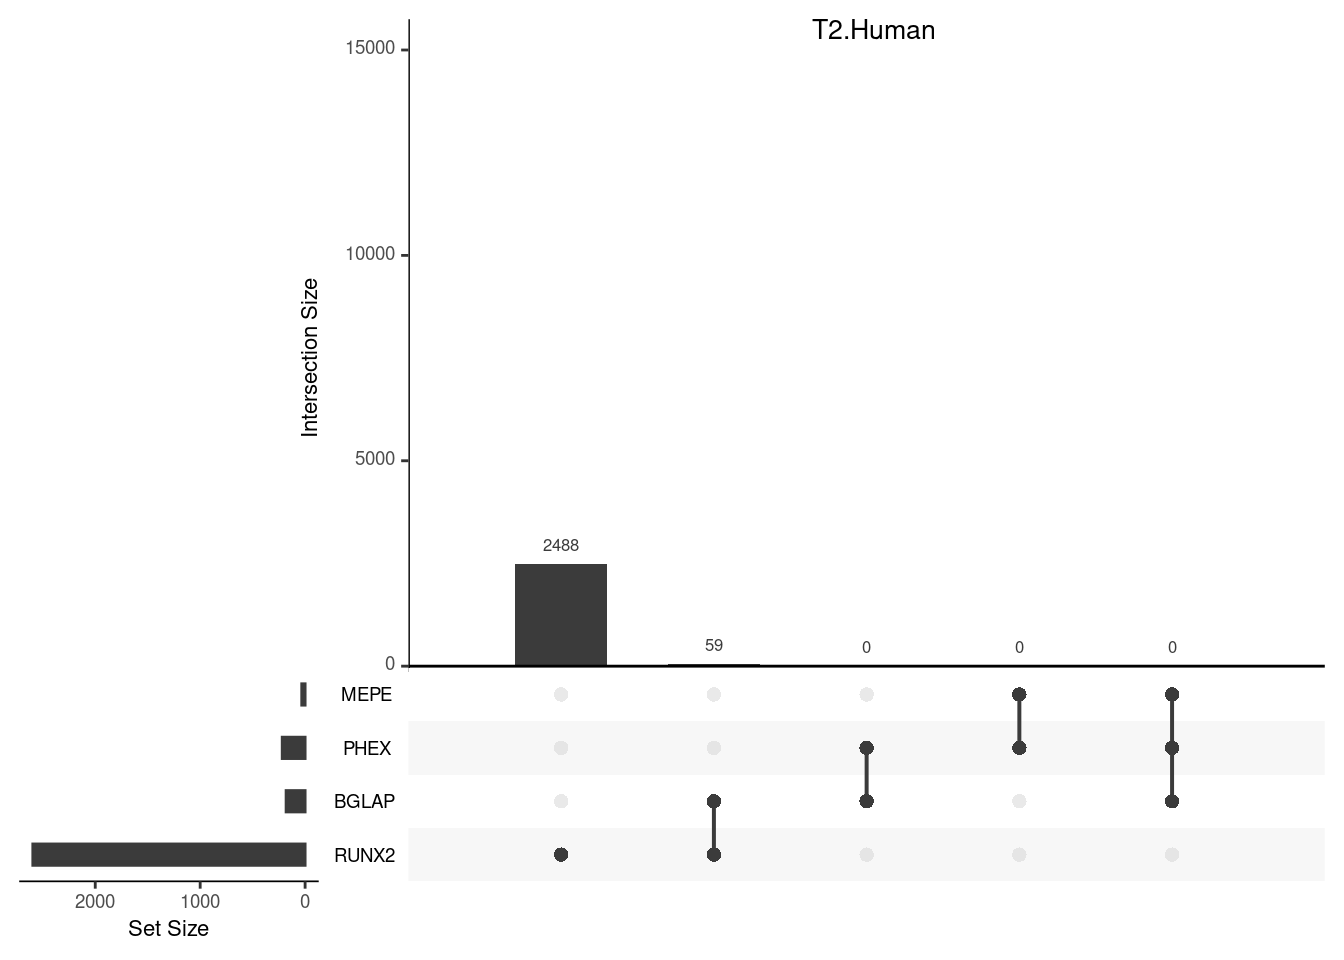 T2.Human
15000
10000
5000
0
Intersection Size
2488
59
0
0
0
MEPE
PHEX
BGLAP
RUNX2
2000 1000 0
Set Size